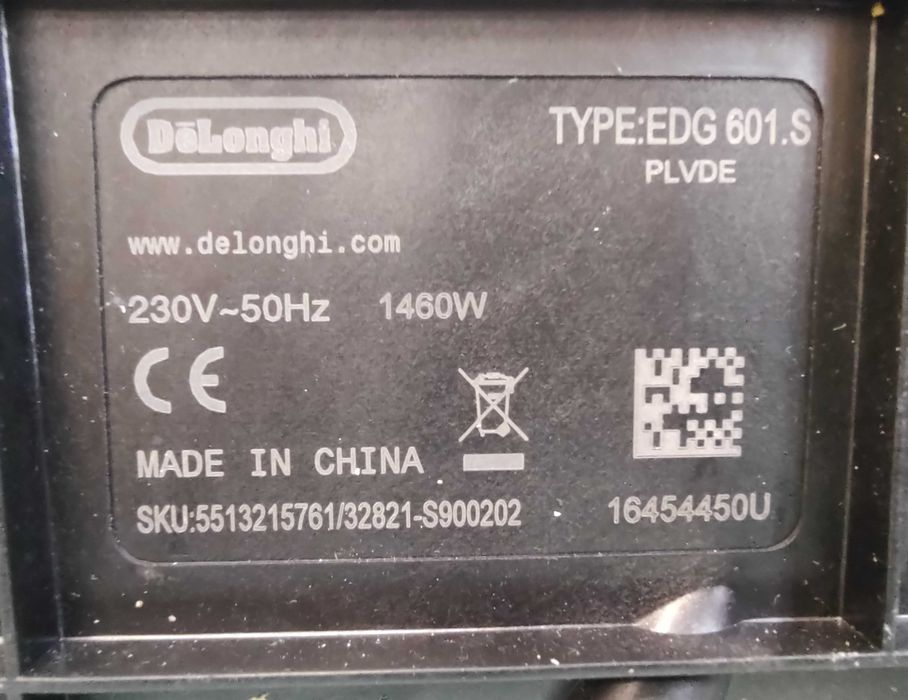 DeLonghi
TYPE:EDG 601.S
PLVDE
www.delonghi.com
230V~50Hz 1460W
CE
MADE IN CHINA
SKU:5513215761/32821-S900202
16454450U